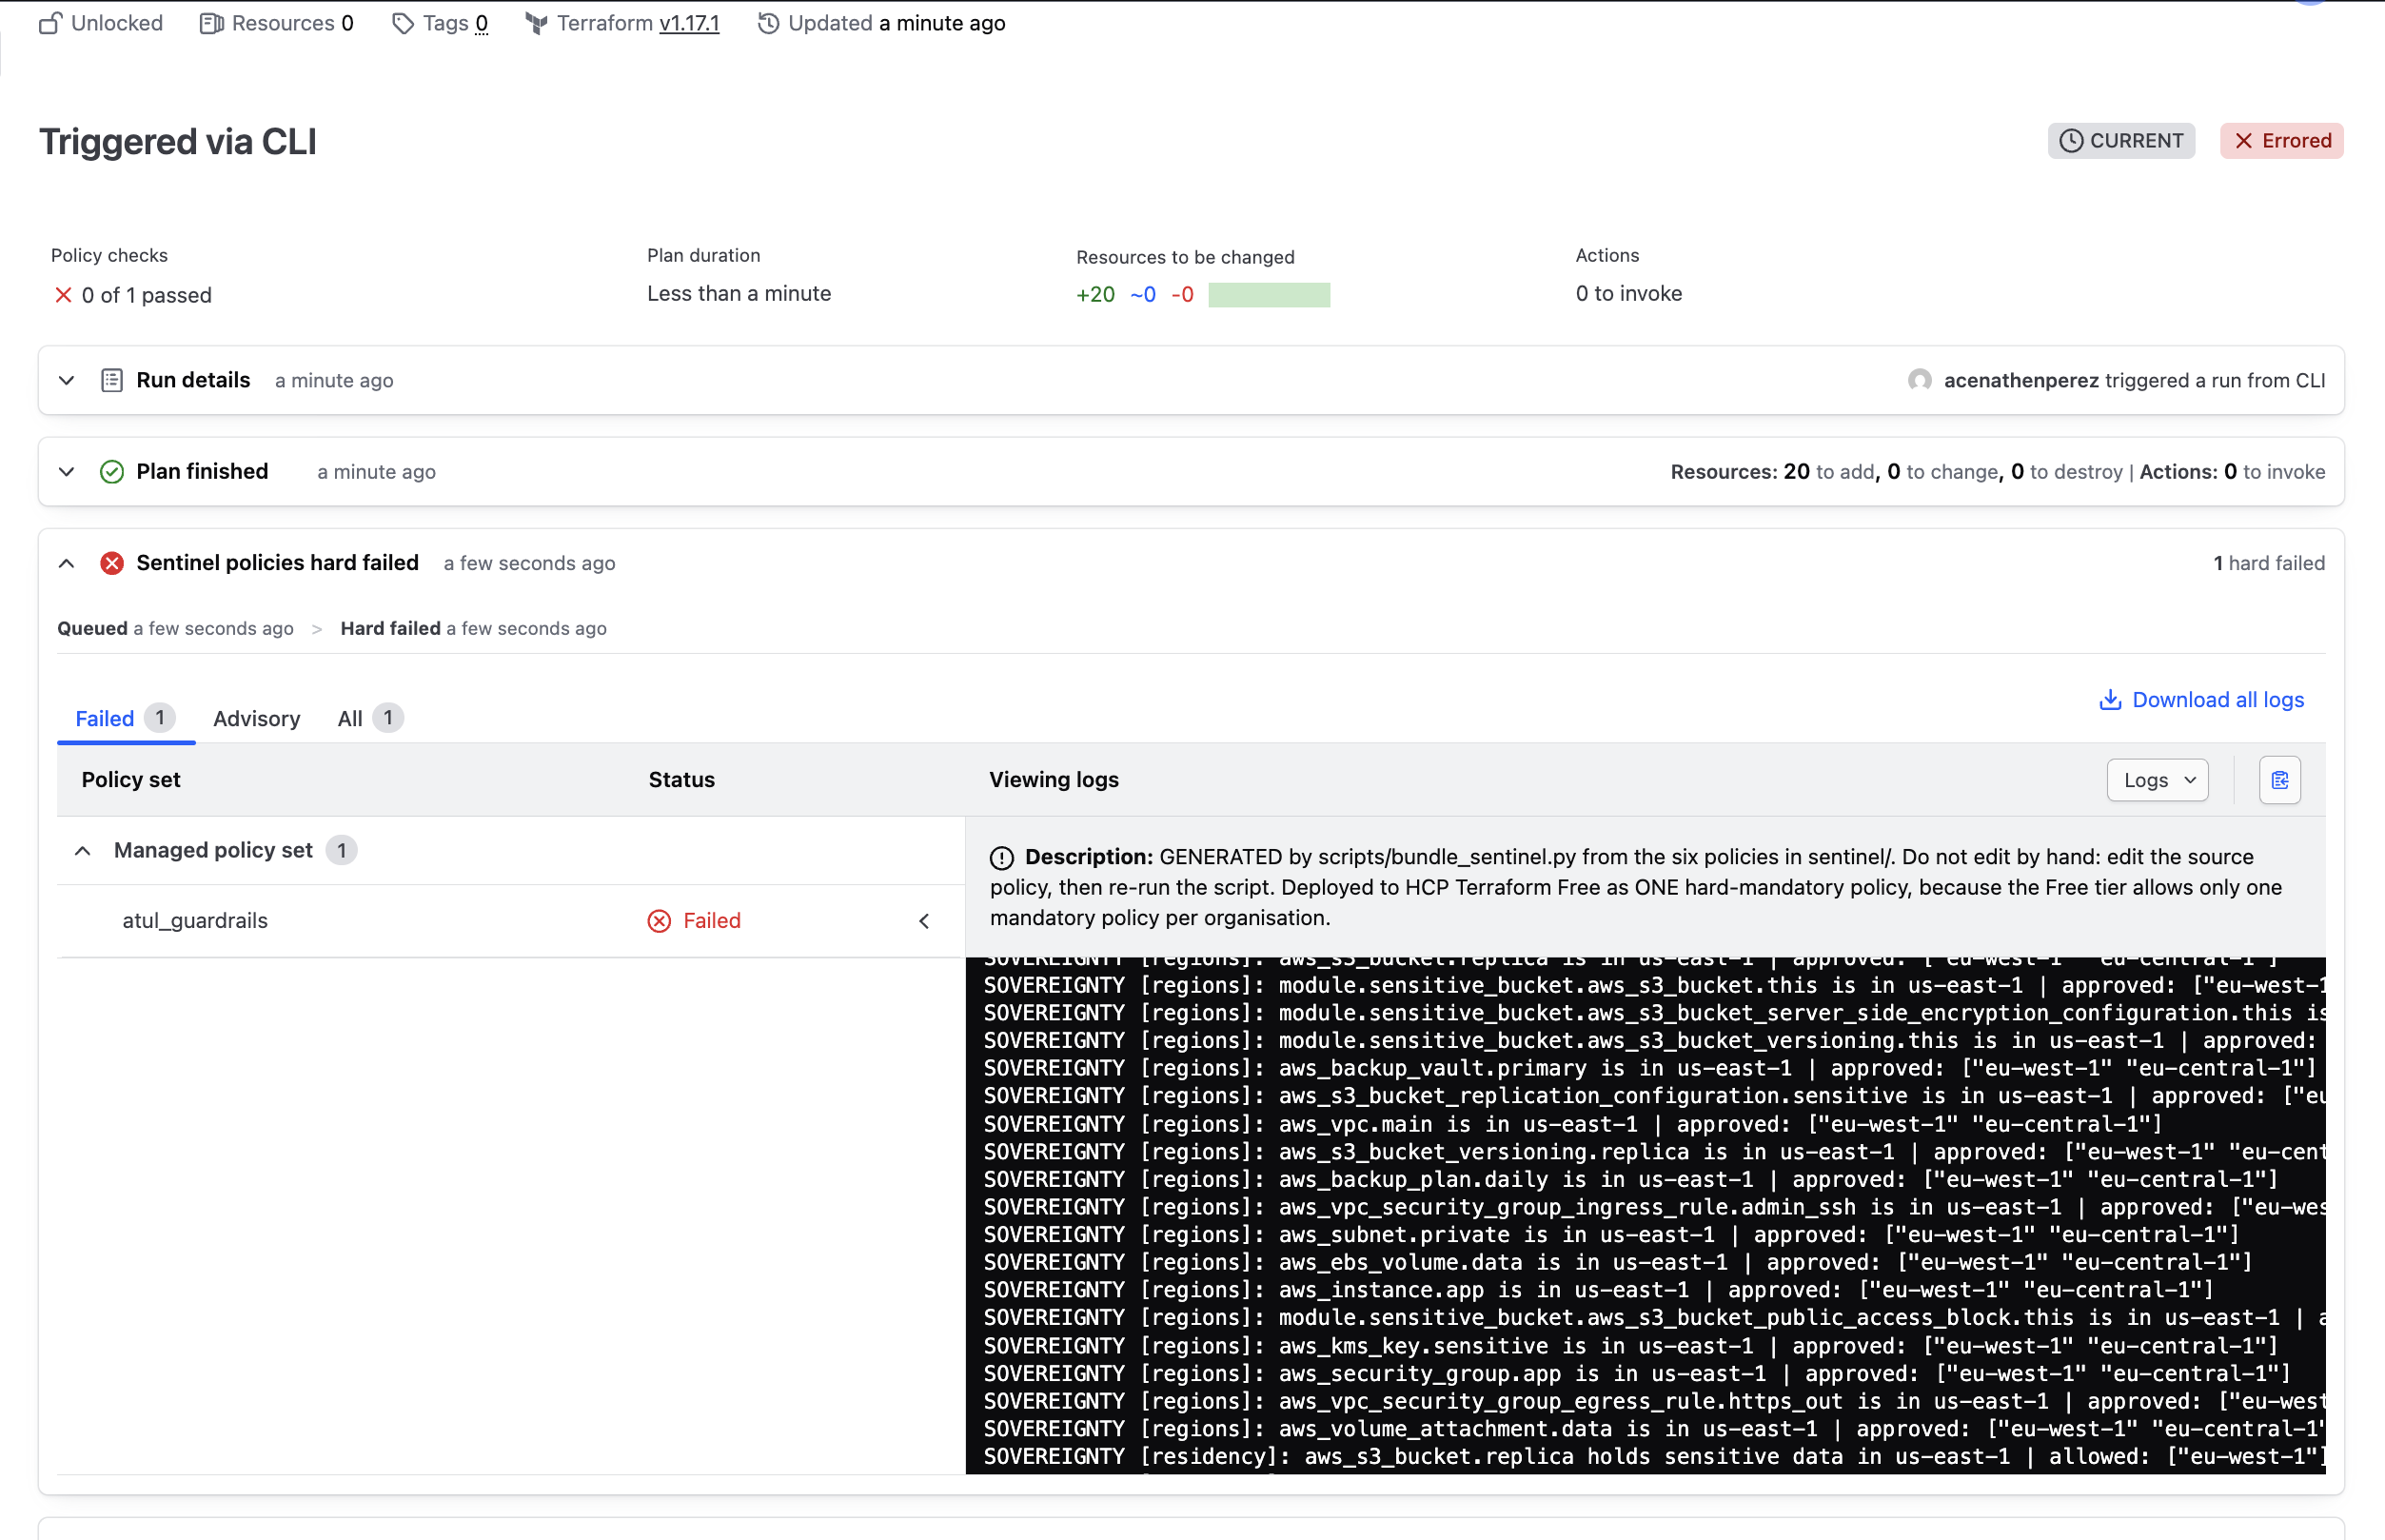 Unlocked Resources 0 Tags 0 Terraform v1.17.1 Updated a minute ago
Triggered via CLI
CURRENT Errored
Policy checks Plan duration Resources to be changed Actions
0 of 1 passed Less than a minute +20 ~0 -0 0 to invoke
Run details a minute ago acenathenperez triggered a run from CLI
Plan finished a minute ago Resources: 20 to add, 0 to change, 0 to destroy | Actions: 0 to invoke
Sentinel policies hard failed a few seconds ago 1 hard failed
Queued a few seconds ago > Hard failed a few seconds ago
Download all logs
Failed 1 Advisory All 1
Policy set Status Viewing logs Logs
Managed policy set 1
atul_guardrails Failed
Description: GENERATED by scripts/bundle_sentinel.py from the six policies in sentinel/. Do not edit by hand: edit the source
policy, then re-run the script. Deployed to HCP Terraform Free as ONE hard-mandatory policy, because the Free tier allows only one
mandatory policy per organisation.
SOVEREIGNTY [regions]: aws_s3_bucket.replica is in us-east-1 | approved: ["eu-west-1" "eu-central-1"]
SOVEREIGNTY [regions]: module.sensitive_bucket.aws_s3_bucket.this is in us-east-1 | approved: ["eu-west-1
SOVEREIGNTY [regions]: module.sensitive_bucket.aws_s3_bucket_server_side_encryption_configuration.this is
SOVEREIGNTY [regions]: module.sensitive_bucket.aws_s3_bucket_versioning.this is in us-east-1 | approved:
SOVEREIGNTY [regions]: aws_backup_vault.primary is in us-east-1 | approved: ["eu-west-1" "eu-central-1"]
SOVEREIGNTY [regions]: aws_s3_bucket_replication_configuration.sensitive is in us-east-1 | approved: ["eu
SOVEREIGNTY [regions]: aws_vpc.main is in us-east-1 | approved: ["eu-west-1" "eu-central-1"]
SOVEREIGNTY [regions]: aws_s3_bucket_versioning.replica is in us-east-1 | approved: ["eu-west-1" "eu-cent
SOVEREIGNTY [regions]: aws_backup_plan.daily is in us-east-1 | approved: ["eu-west-1" "eu-central-1"]
SOVEREIGNTY [regions]: aws_vpc_security_group_ingress_rule.admin_ssh is in us-east-1 | approved: ["eu-wes
SOVEREIGNTY [regions]: aws_subnet.private is in us-east-1 | approved: ["eu-west-1" "eu-central-1"]
SOVEREIGNTY [regions]: aws_ebs_volume.data is in us-east-1 | approved: ["eu-west-1" "eu-central-1"]
SOVEREIGNTY [regions]: aws_instance.app is in us-east-1 | approved: ["eu-west-1" "eu-central-1"]
SOVEREIGNTY [regions]: module.sensitive_bucket.aws_s3_bucket_public_access_block.this is in us-east-1 | a
SOVEREIGNTY [regions]: aws_kms_key.sensitive is in us-east-1 | approved: ["eu-west-1" "eu-central-1"]
SOVEREIGNTY [regions]: aws_security_group.app is in us-east-1 | approved: ["eu-west-1" "eu-central-1"]
SOVEREIGNTY [regions]: aws_vpc_security_group_egress_rule.https_out is in us-east-1 | approved: ["eu-west
SOVEREIGNTY [regions]: aws_volume_attachment.data is in us-east-1 | approved: ["eu-west-1" "eu-central-1"
SOVEREIGNTY [residency]: aws_s3_bucket.replica holds sensitive data in us-east-1 | allowed: ["eu-west-1"]